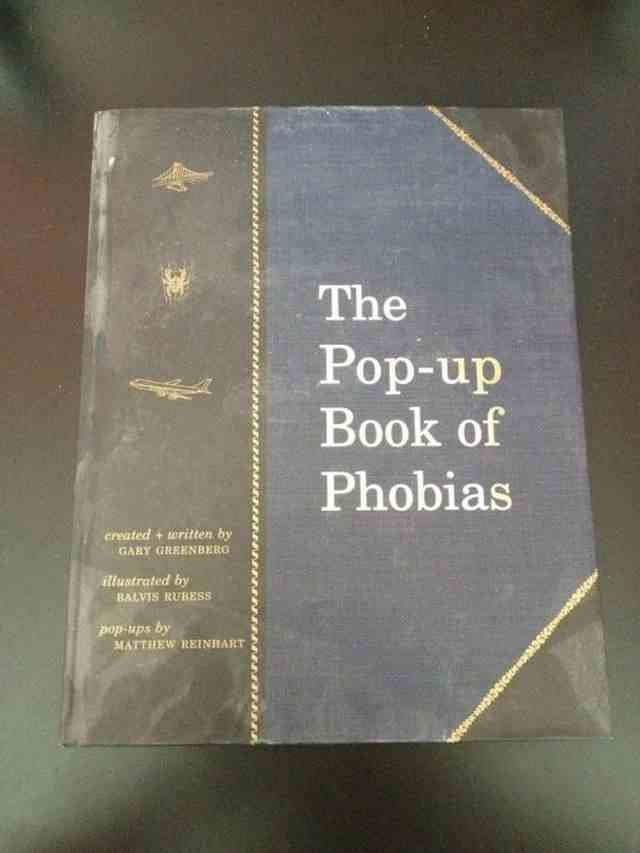 The
Pop-up
Book of
Phobias
created + written by
GARY GREENBERG
illustrated by
BALVIS RUBESS
pop-ups by
MATTHEW REINHART